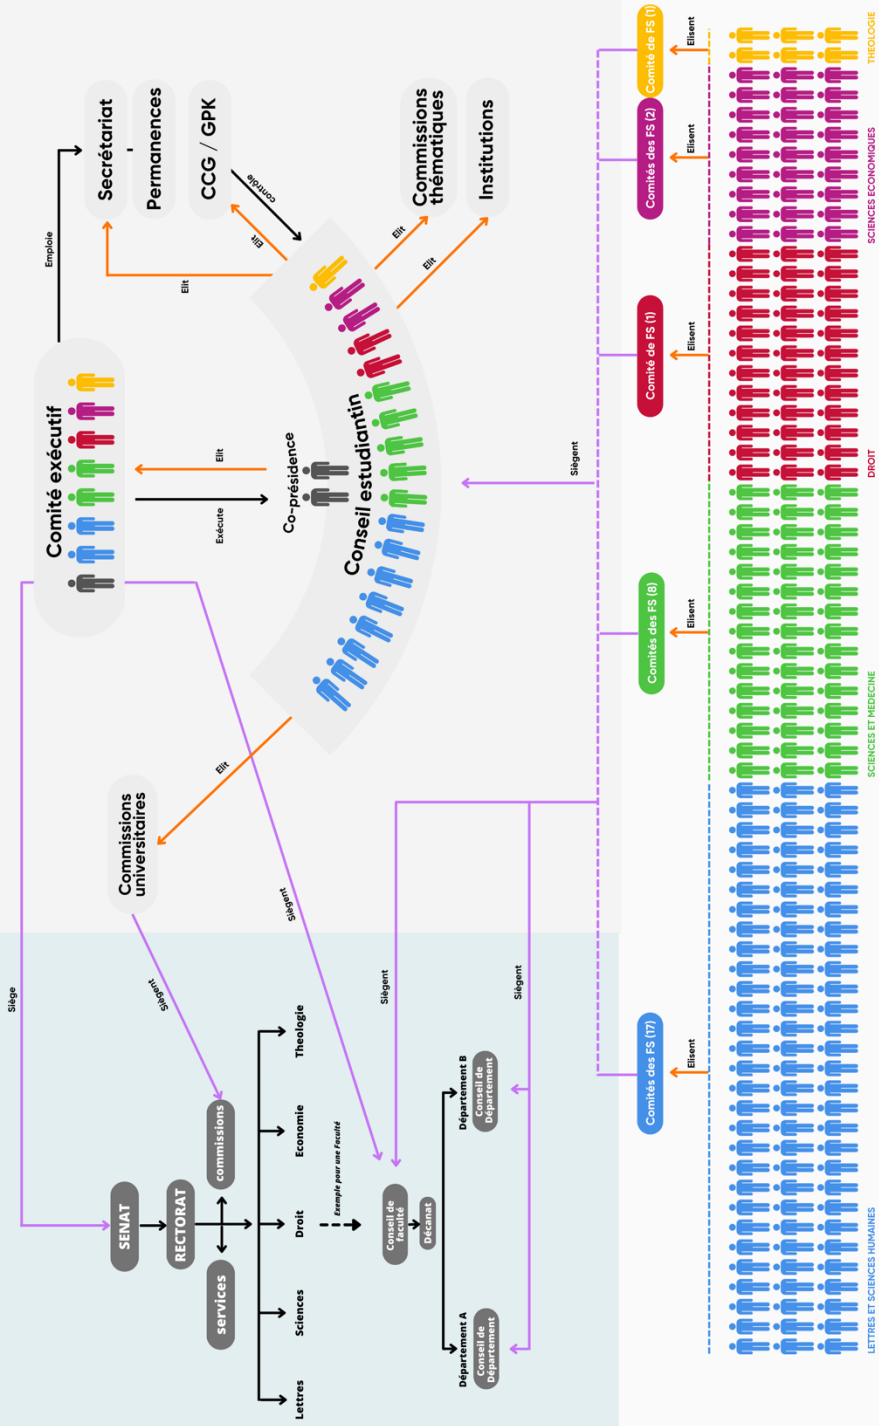 Siège
SENAT
RECTORAT
services
commissions
Lettres
Sciences
Droit
Economie
Theologie
Exemple pour une Faculté
Conseil de
faculté
Décanat
Département A
Conseil de
Département
Département B
Conseil de
Département
Siègent
Siègent
Siègent
Siègent
Commissions
universitaires
Elit
Comité exécutif
Exécute
Elit
Co-présidence
Conseil estudiantin
Emploie
Secrétariat
-
Permanences
CCG / GPK
Elit
Elit
contrôle
Elit
Elit
Commissions
thématiques
Institutions
Siègent
Comités des FS (17)
Comités des FS (8)
Comité de FS (1)
Comités des FS (2)
Comité de FS (1)
Elisent
Elisent
Elisent
Elisent
Elisent
LETTRES ET SCIENCES HUMAINES
SCIENCES ET MEDECINE
DROIT
SCIENCES ECONOMIQUES
THEOLOGIE